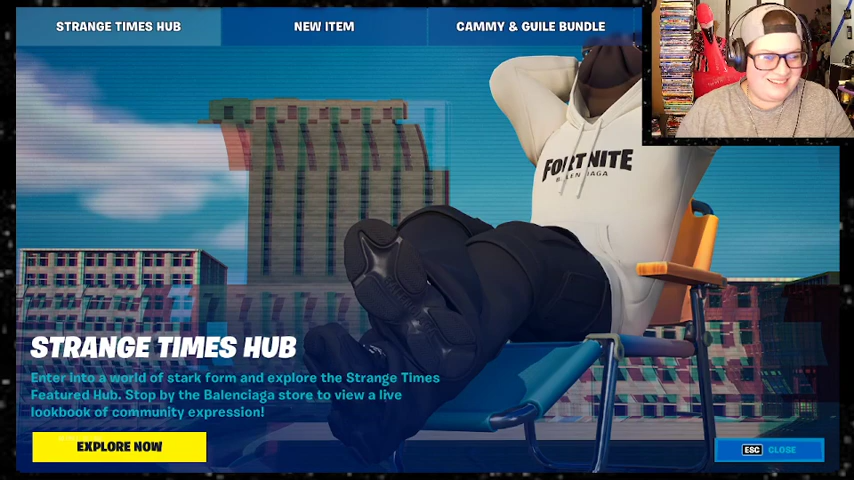 STRANGE TIMES HUB
NEW ITEM
CAMMY & GUILE BUNDLE
FORTNITE
BALENCIAGA
STRANGE TIMES HUB
Enter into a world of stark form and explore the Strange Times
Featured Hub. Stop by the Balenciaga store to view a live
lookbook of community expression!
EXPLORE NOW
ESC CLOSE